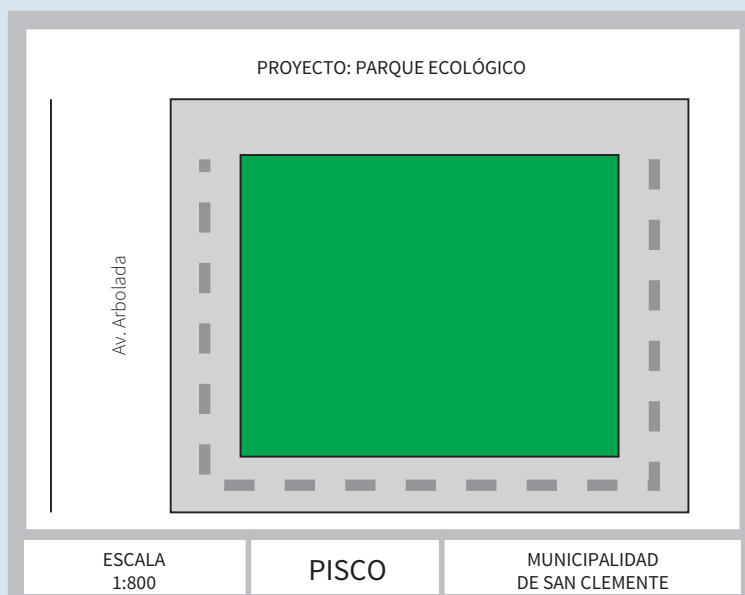 PROYECTO: PARQUE ECOLÓGICO
Av. Arbolada
ESCALA
1:800
PISCO
MUNICIPALIDAD
DE SAN CLEMENTE